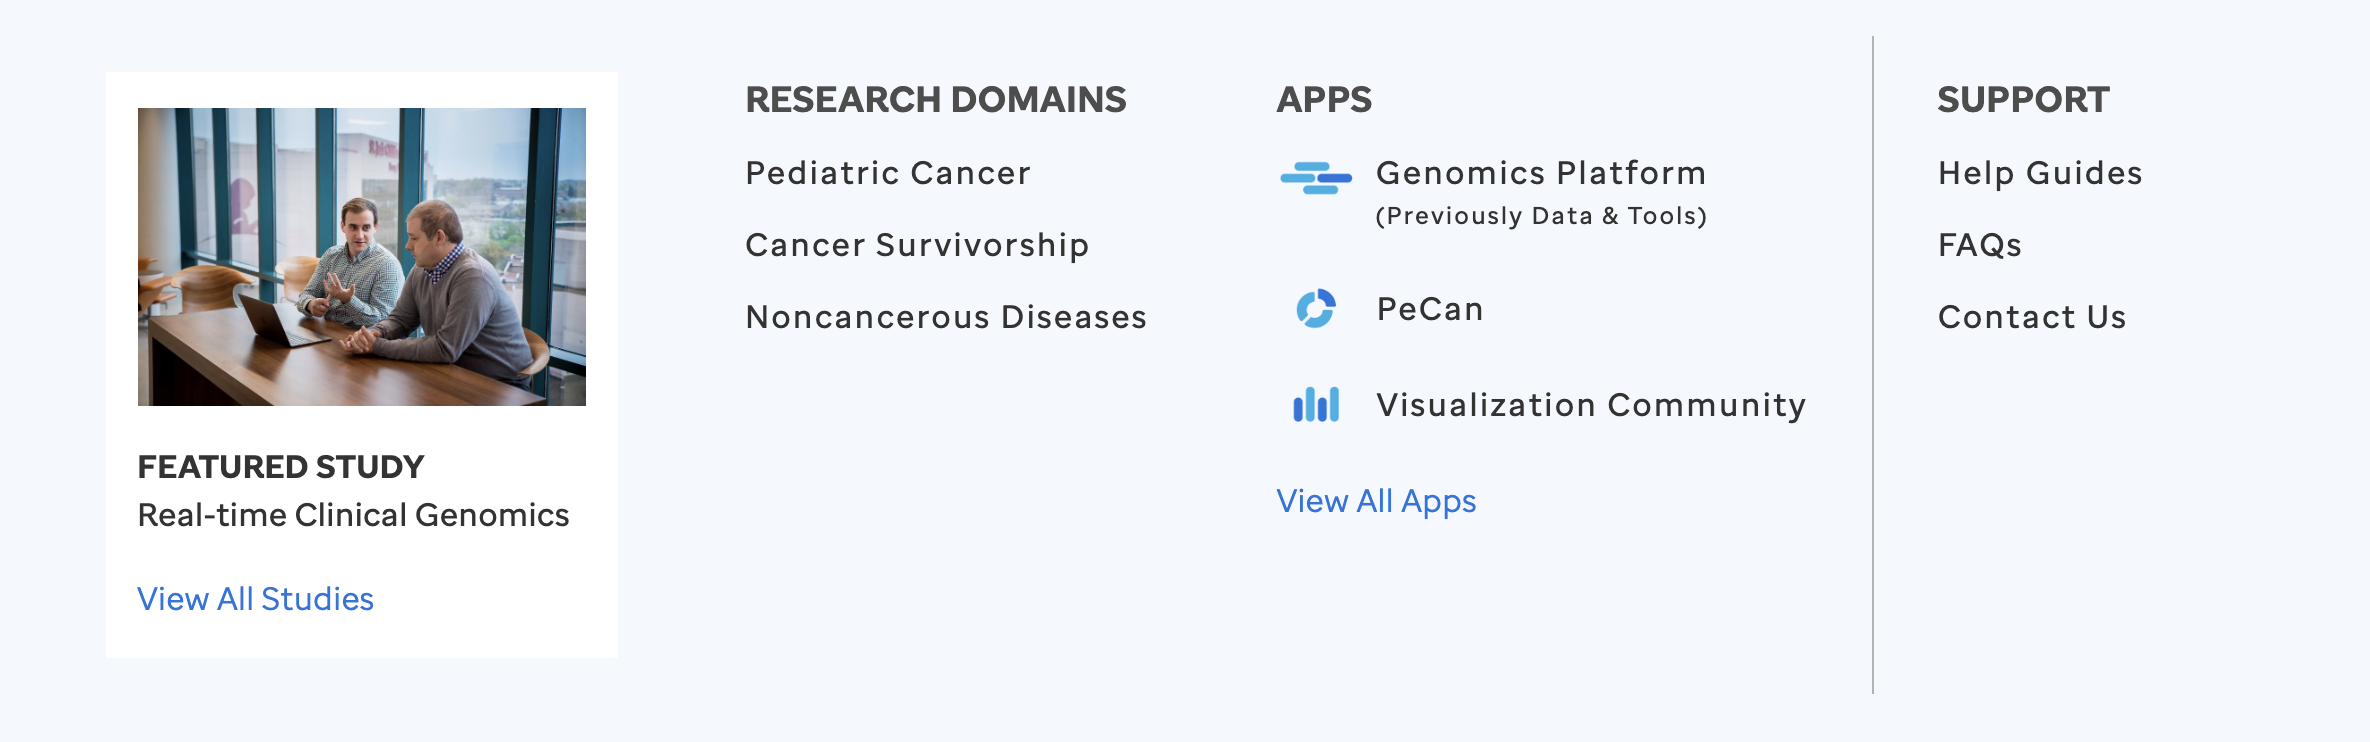 FEATURED STUDY
Real-time Clinical Genomics
View All Studies
RESEARCH DOMAINS
Pediatric Cancer
Cancer Survivorship
Noncancerous Diseases
APPS
Genomics Platform
(Previously Data & Tools)
PeCan
Visualization Community
View All Apps
SUPPORT
Help Guides
FAQs
Contact Us